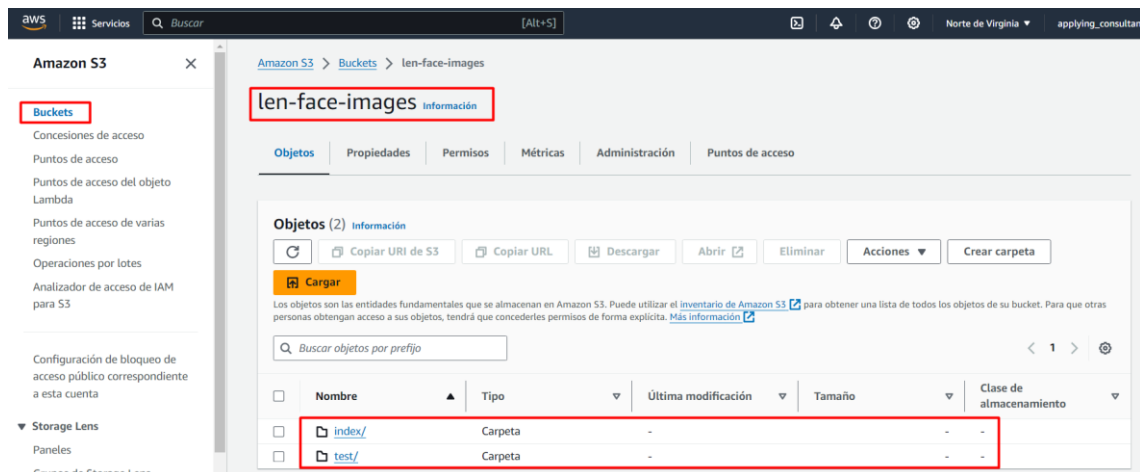 aws
Servicios
Buscar
[Alt+S]
Norte de Virginia ▼
applying_consultan
Amazon S3
Buckets
Concesiones de acceso
Puntos de acceso
Puntos de acceso del objeto
Lambda
Puntos de acceso de varias
regiones
Operaciones por lotes
Analizador de acceso de IAM
para S3
Configuración de bloqueo de
acceso público correspondiente
a esta cuenta
▼ Storage Lens
Paneles
Amazon S3 > Buckets > len-face-images
len-face-images Información
Objetos
Propiedades
Permisos
Métricas
Administración
Puntos de acceso
Objetos (2) Información
Copiar URI de S3
Copiar URL
Descargar
Abrir
Eliminar
Acciones ▼
Crear carpeta
Cargar
Los objetos son las entidades fundamentales que se almacenan en Amazon S3. Puede utilizar el inventario de Amazon S3 para obtener una lista de todos los objetos de su bucket. Para que otras
personas obtengan acceso a sus objetos, tendrá que concederles permisos de forma explícita. Más información
Buscar objetos por prefijo
< 1 >
Nombre
Tipo
Última modificación
Tamaño
Clase de
almacenamiento
index/ Carpeta - - -
test/ Carpeta - - -